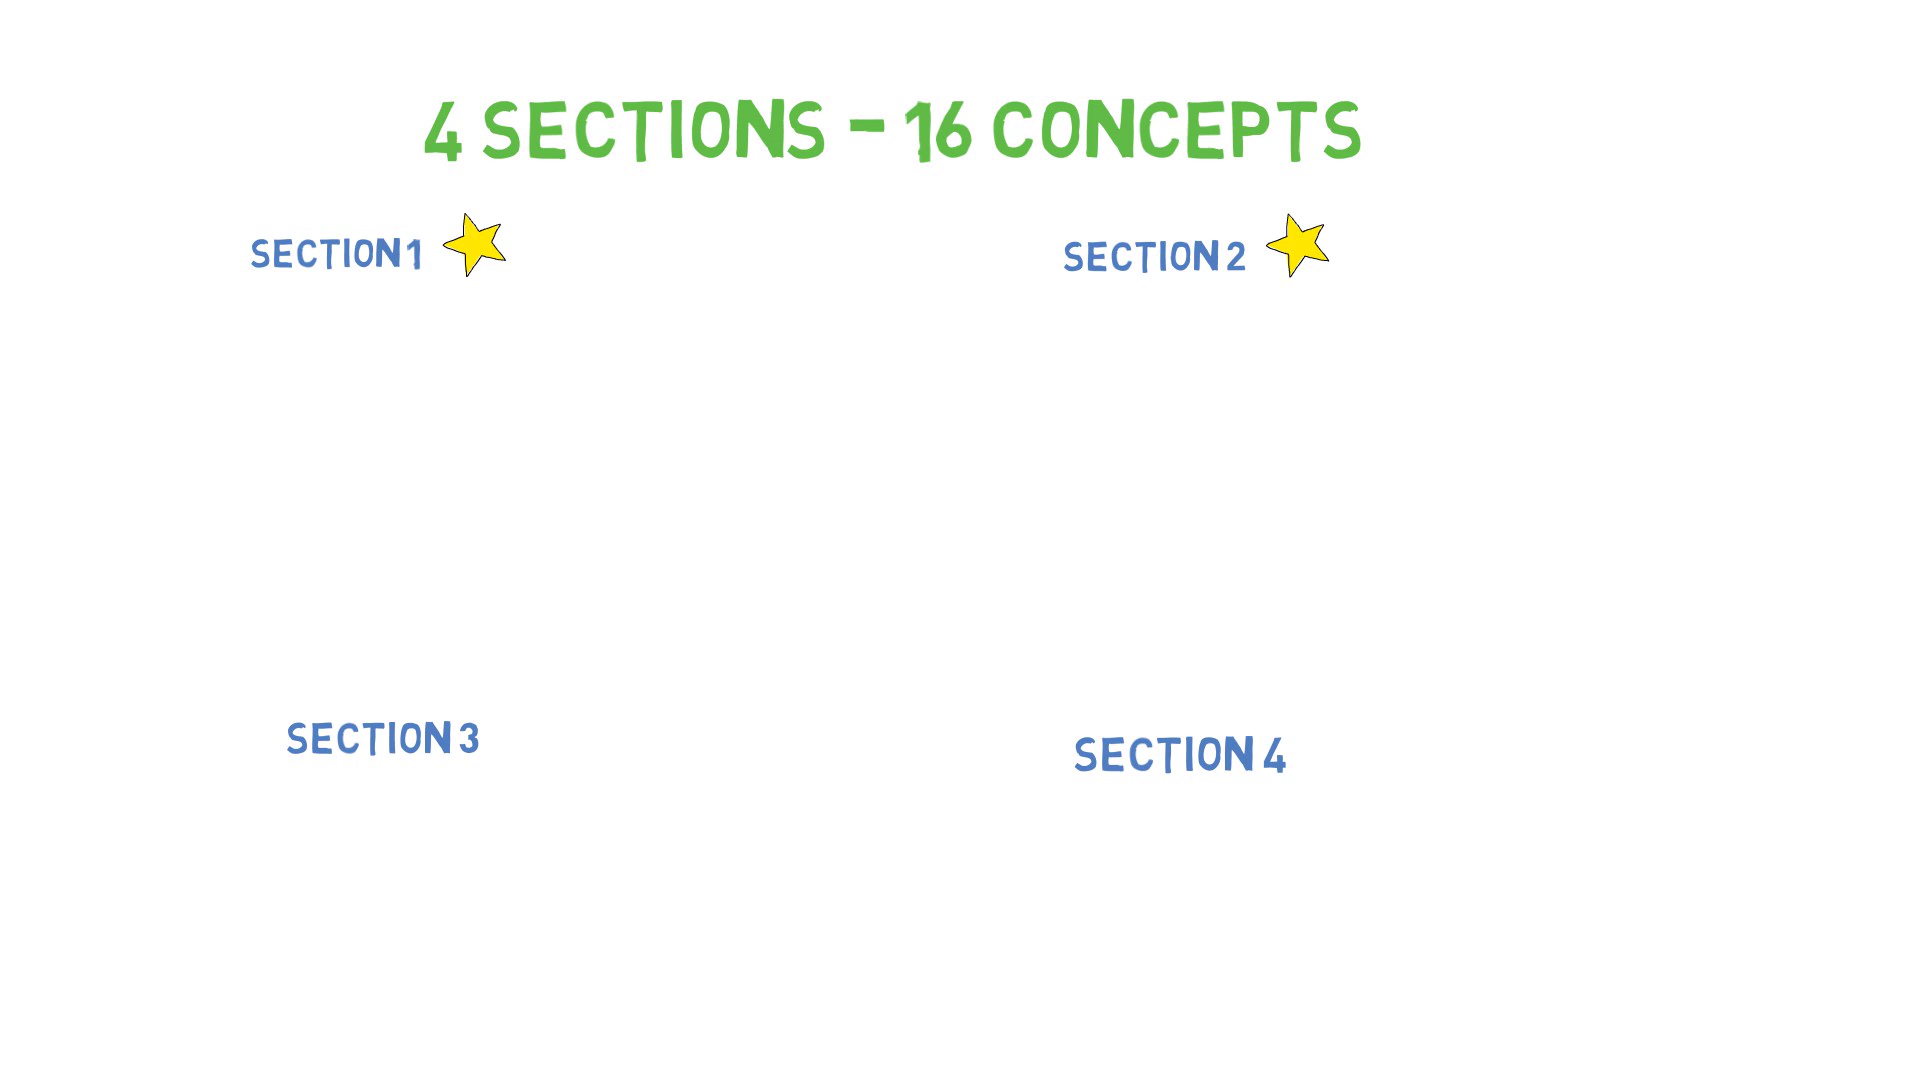 4 SECTIONS - 16 CONCEPTS
SECTION 1
SECTION 2
SECTION 3
SECTION 4